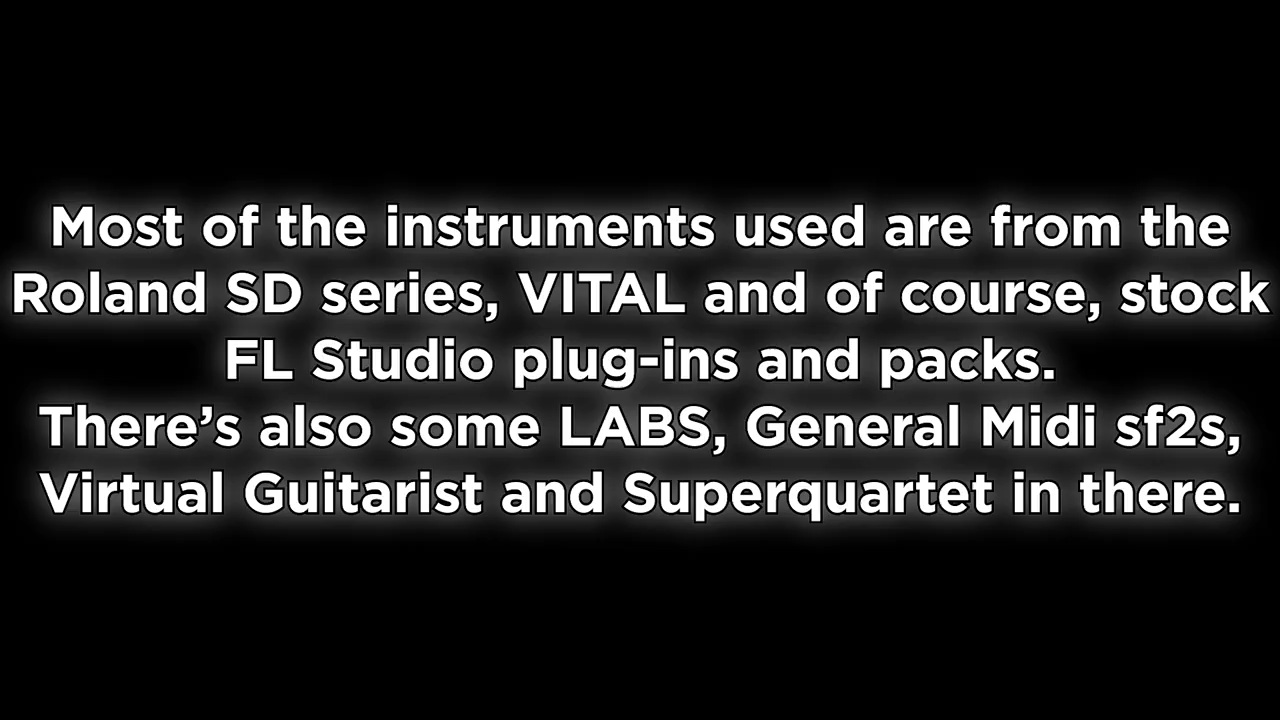 Most of the instruments used are from the
Roland SD series, VITAL and of course, stock
FL Studio plug-ins and packs.
There’s also some LABS, General Midi sf2s,
Virtual Guitarist and Superquartet in there.